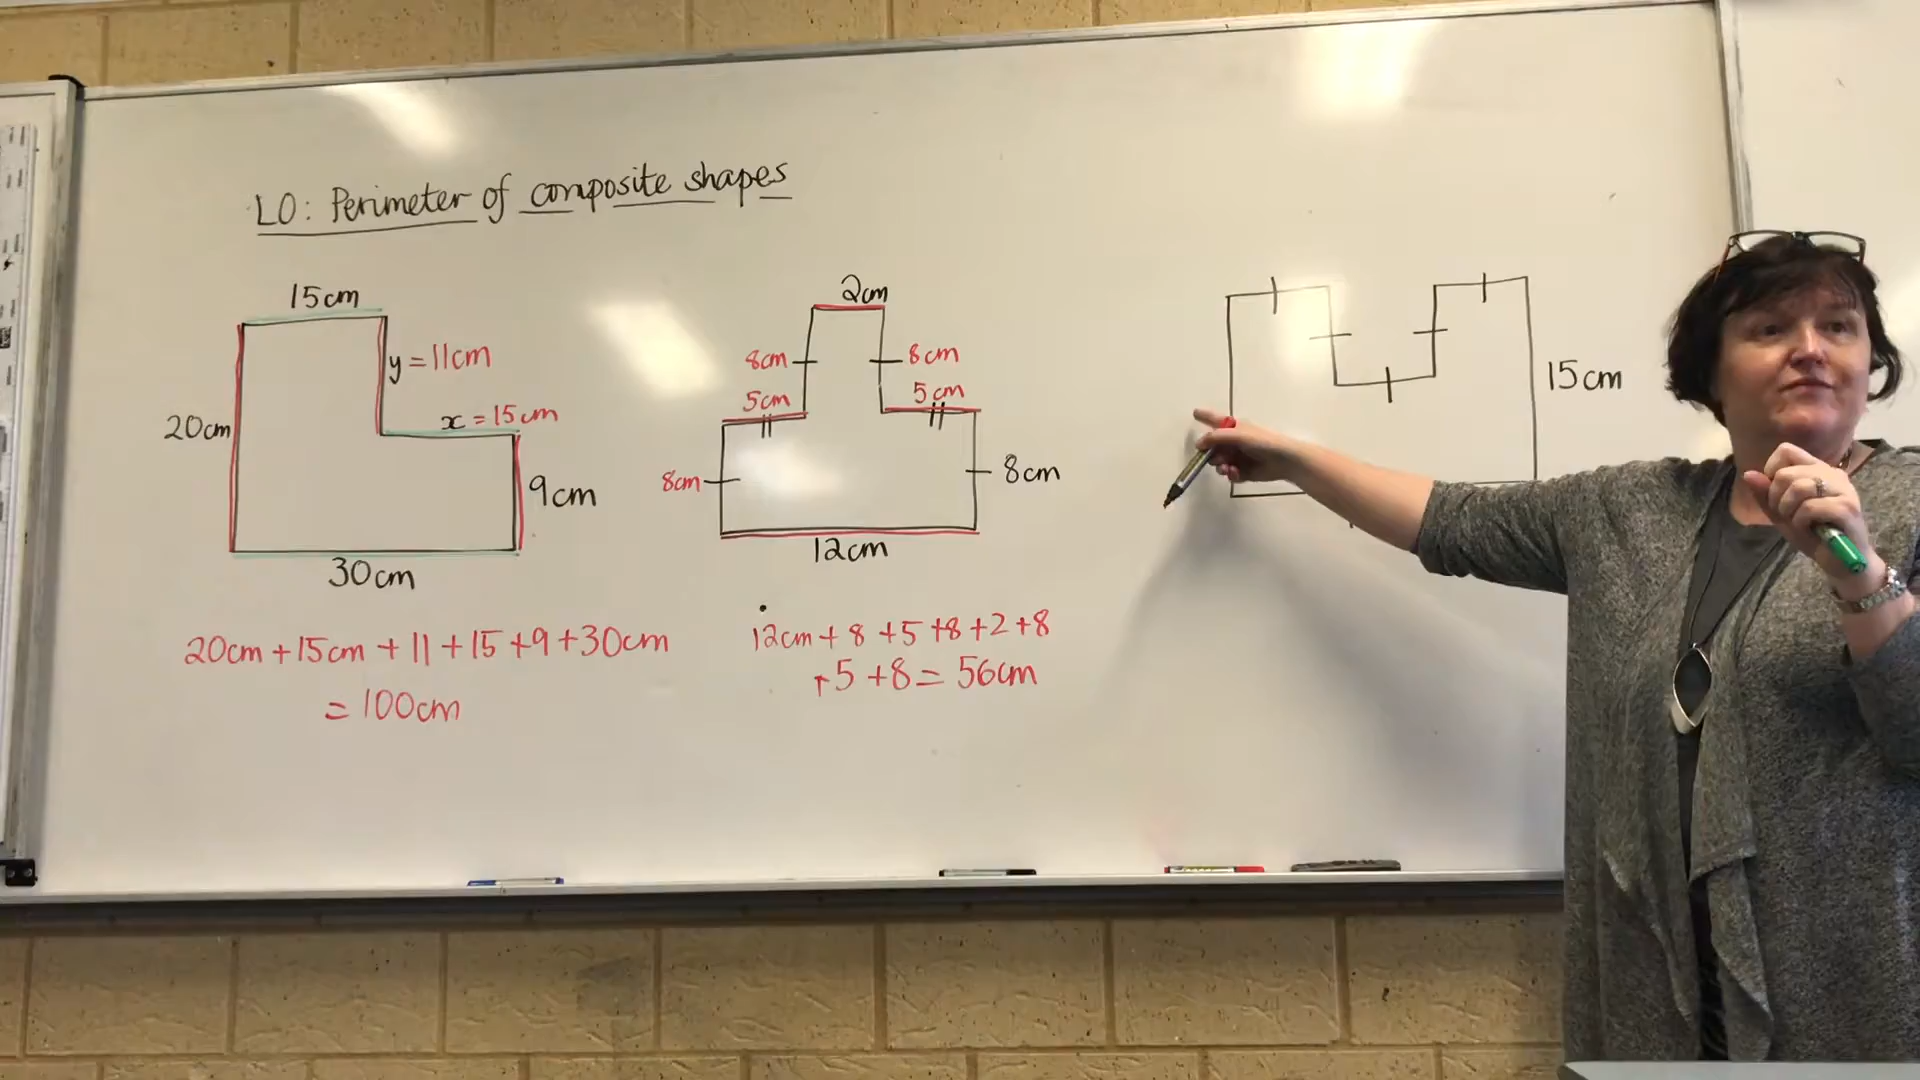 LO: Perimeter of composite shapes
15cm
y = 11cm
x = 15cm
20cm
9cm
30cm
20cm + 15cm + 11 + 15 + 9 + 30cm
= 100cm
2cm
8cm
8cm
5cm
5cm
8cm
8cm
12cm
12cm + 8 + 5 + 8 + 2 + 8
+ 5 + 8 = 56cm
15cm